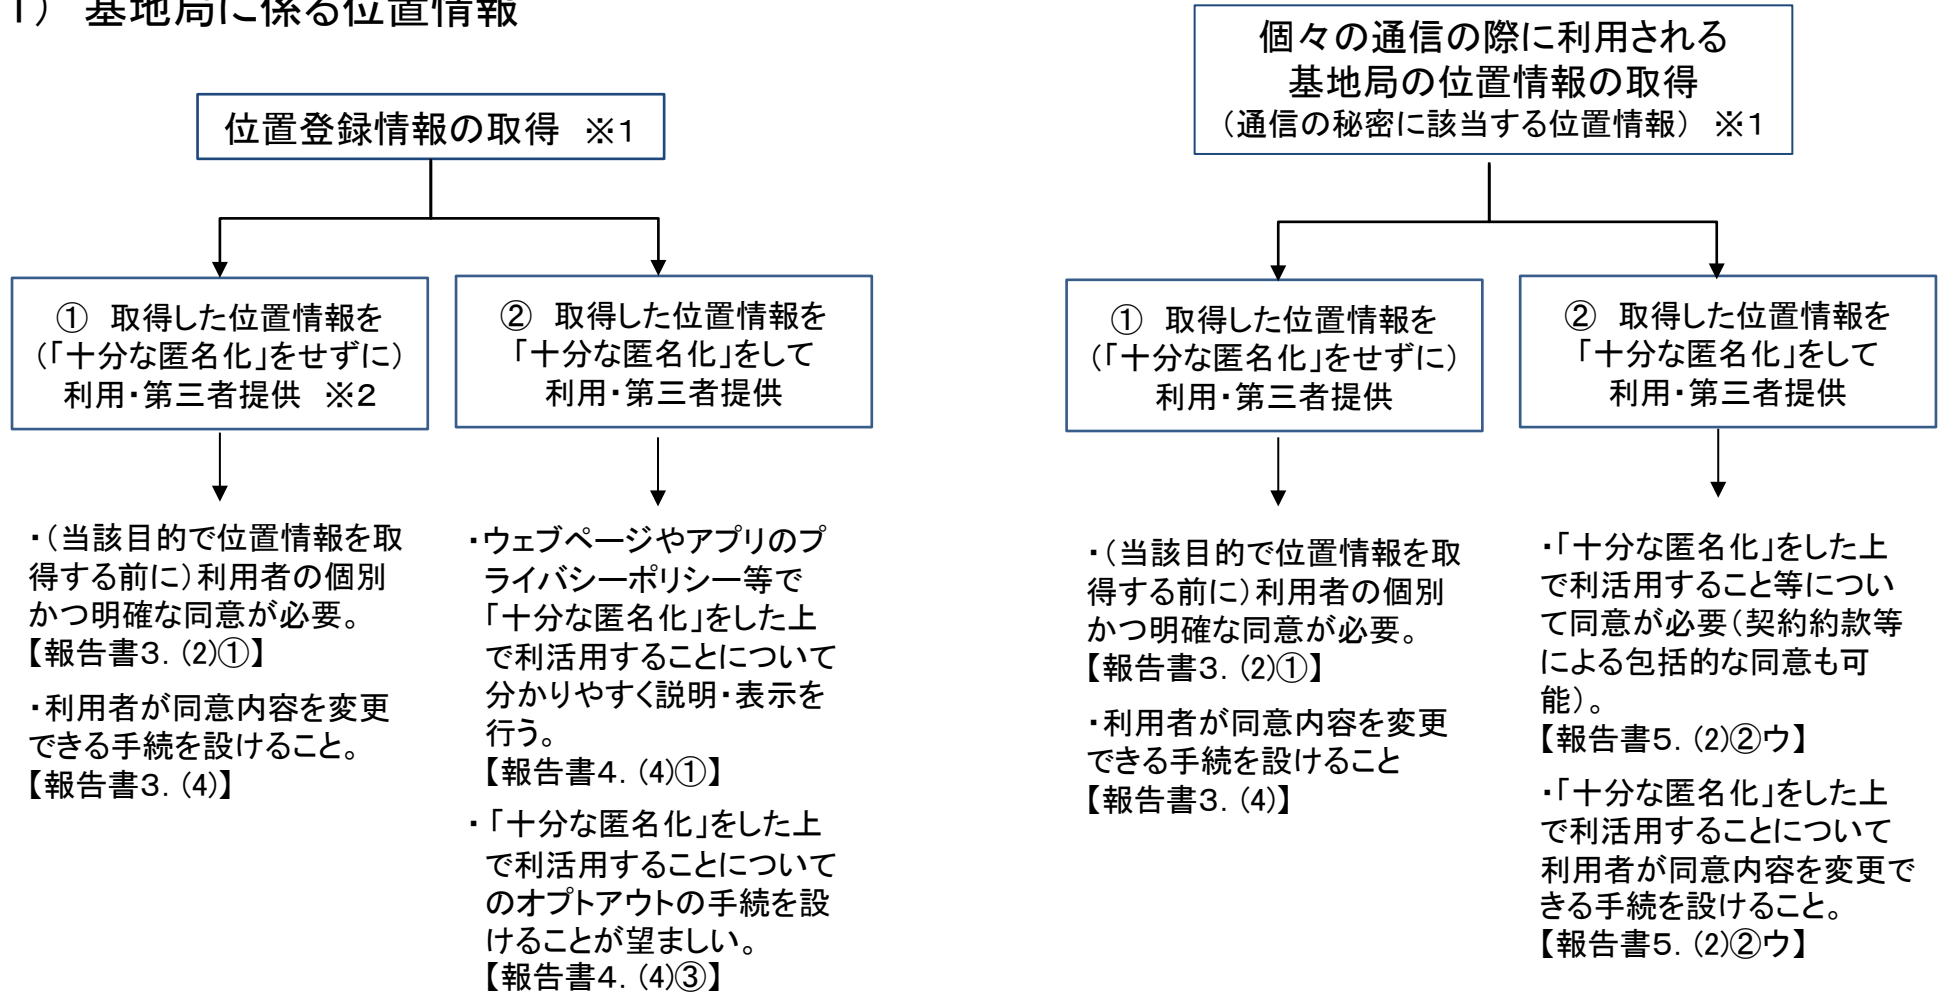 1） 基地局に係る位置情報
位置登録情報の取得 ※1
① 取得した位置情報を
（「十分な匿名化」をせずに）
利用・第三者提供 ※2
② 取得した位置情報を
「十分な匿名化」をして
利用・第三者提供
・（当該目的で位置情報を取
得する前に）利用者の個別
かつ明確な同意が必要。
【報告書3．(2)①】
・利用者が同意内容を変更
できる手続を設けること。
【報告書3．(4)】
・ウェブページやアプリのプ
ライバシーポリシー等で
「十分な匿名化」をした上
で利活用することについて
分かりやすく説明・表示を
行う。
【報告書4．(4)①】
・「十分な匿名化」をした上
で利活用することについて
のオプトアウトの手続を設
けることが望ましい。
【報告書4．(4)③】
個々の通信の際に利用される
基地局の位置情報の取得
（通信の秘密に該当する位置情報） ※1
① 取得した位置情報を
（「十分な匿名化」をせずに）
利用・第三者提供
② 取得した位置情報を
「十分な匿名化」をして
利用・第三者提供
・（当該目的で位置情報を取
得する前に）利用者の個別
かつ明確な同意が必要。
【報告書3．(2)①】
・利用者が同意内容を変更
できる手続を設けること
【報告書3．(4)】
・「十分な匿名化」をした上
で利活用すること等につい
て同意が必要（契約約款等
による包括的な同意も可
能）。
【報告書5．(2)②ウ】
・「十分な匿名化」をした上
で利活用することについて
利用者が同意内容を変更で
きる手続を設けること。
【報告書5．(2)②ウ】